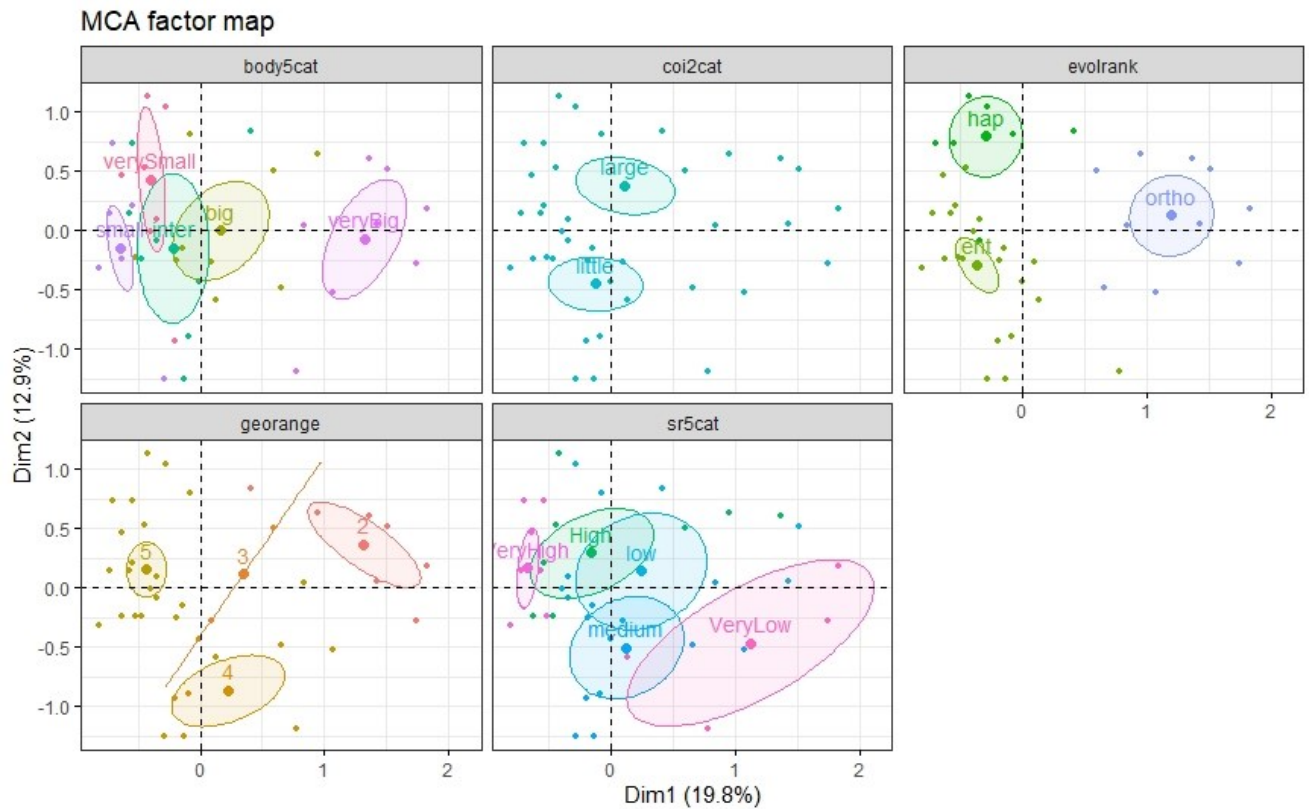 MCA factor map
body5cat
coi2cat
evolrank
1.0
0.5
0.0
-0.5
-1.0
verySmall
small
inter
big
veryBig
large
little
hap
ent
ortho
0
1
2
georange
sr5cat
1.0
0.5
0.0
-0.5
-1.0
5
3
2
4
VeryHigh
High
low
medium
VeryLow
0
1
2
0
1
2
Dim2 (12.9%)
Dim1 (19.8%)